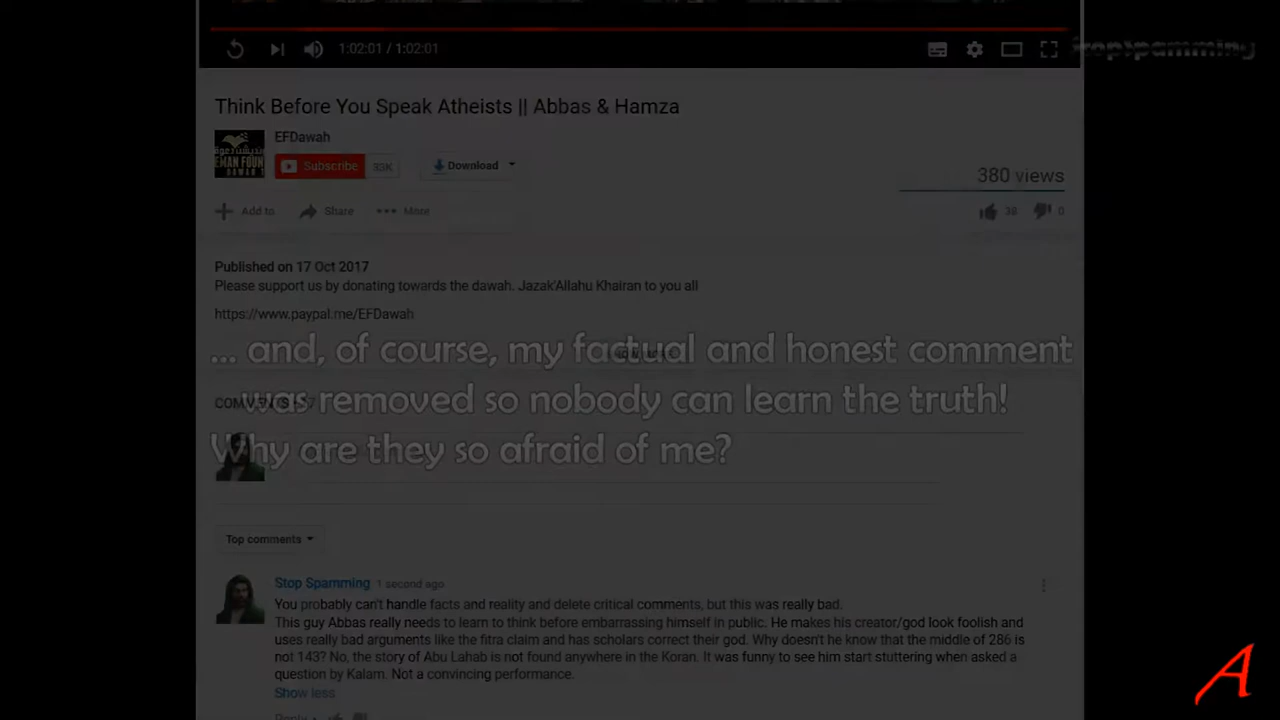 1:02:01 / 1:02:01
Think Before You Speak Atheists || Abbas & Hamza
EFDawah
Subscribe 33K
Download
380 views
Add to Share More
38 0
Published on 17 Oct 2017
Please support us by donating towards the dawah. Jazak'Allahu Khairan to you all
https://www.paypal.me/EFDawah
... and, of course, my factual and honest comment
was removed so nobody can learn the truth!
Why are they so afraid of me?
Top comments
Stop Spamming 1 second ago
You probably can't handle facts and reality and delete critical comments, but this was really bad.
This guy Abbas really needs to learn to think before embarrassing himself in public. He makes his creator/god look foolish and
uses really bad arguments like the fitra claim and has scholars correct their god. Why doesn't he know that the middle of 286 is
not 143? No, the story of Abu Lahab is not found anywhere in the Koran. It was funny to see him start stuttering when asked a
question by Kalam. Not a convincing performance.
Show less
Reply
A